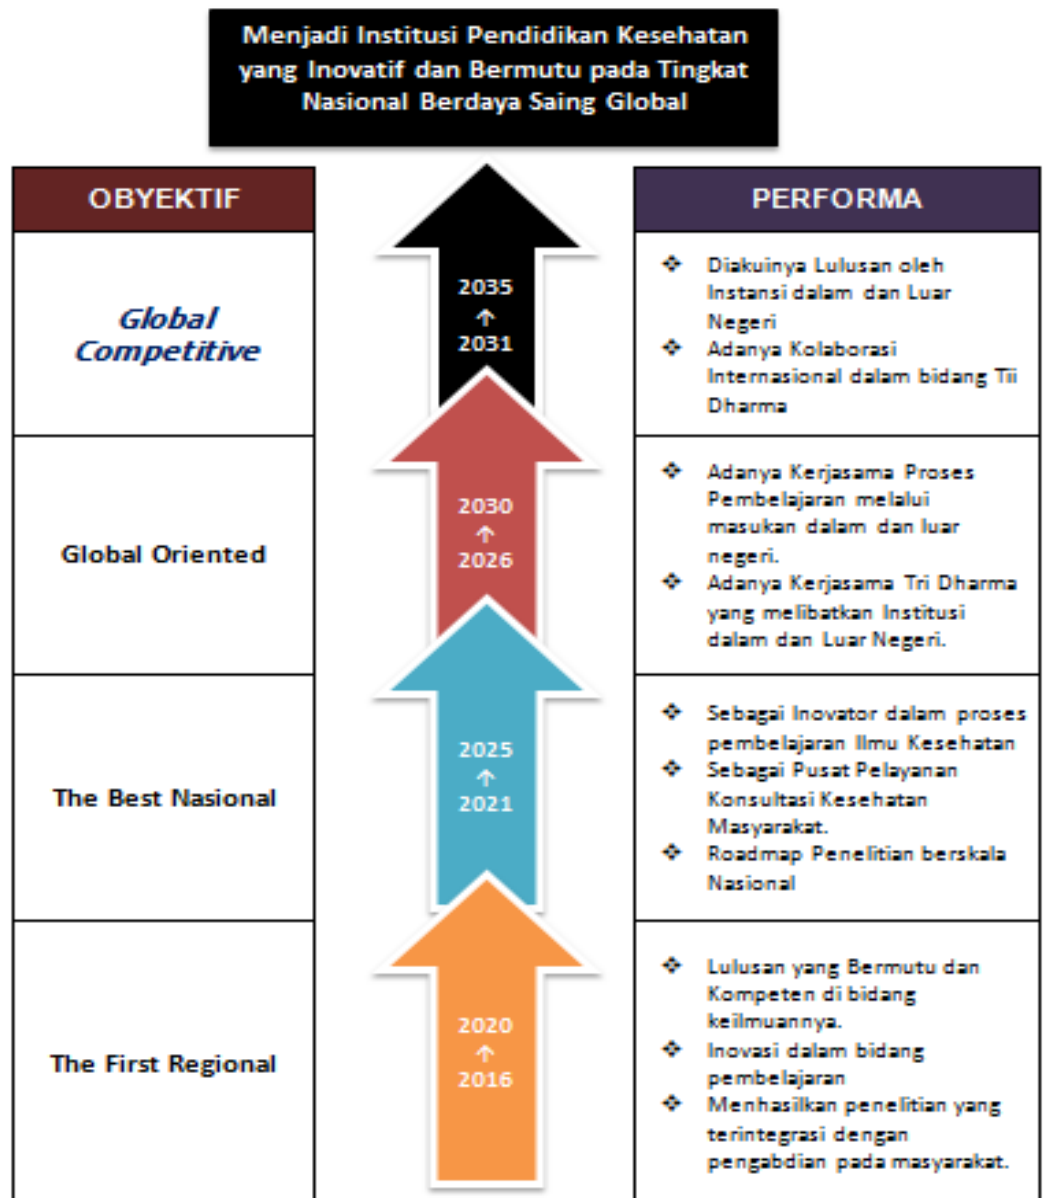 Menjadi Institusi Pendidikan Kesehatan
yang Inovatif dan Bermutu pada Tingkat
Nasional Berdaya Saing Global
OBYEKTIF
PERFORMA
Global
Competitive
2035
↑
2031
❖ Diakuinya Lulusan oleh
Instansi dalam dan Luar
Negeri
❖ Adanya Kolaborasi
Internasional dalam bidang Tii
Dharma
Global Oriented
2030
↑
2026
❖ Adanya Kerjasama Proses
Pembelajaran melalui
masukan dalam dan luar
negeri.
❖ Adanya Kerjasama Tri Dharma
yang melibatkan Institusi
dalam dan Luar Negeri.
The Best Nasional
2025
↑
2021
❖ Sebagai Inovator dalam proses
pembelajaran Ilmu Kesehatan
❖ Sebagai Pusat Pelayanan
Konsultasi Kesehatan
Masyarakat.
❖ Roadmap Penelitian berskala
Nasional
The First Regional
2020
↑
2016
❖ Lulusan yang Bermutu dan
Kompeten di bidang
keilmuannya.
❖ Inovasi dalam bidang
pembelajaran
❖ Menhasilkan penelitian yang
terintegrasi dengan
pengabdian pada masyarakat.